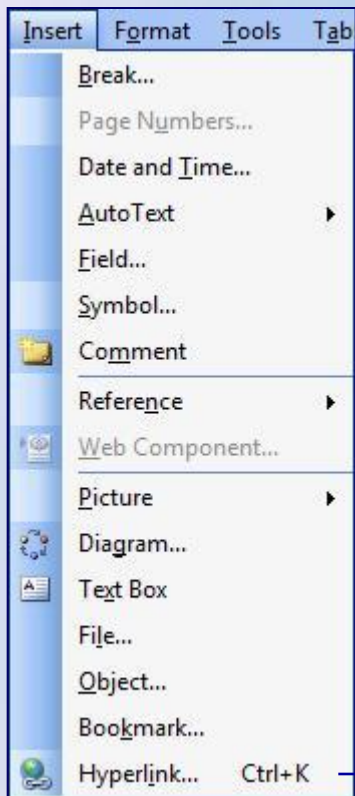 Insert Format Tools Tab
Break...
Page Numbers...
Date and Time...
AutoText
Field...
Symbol...
Comment
Reference
Web Component...
Picture
Diagram...
Text Box
File...
Object...
Bookmark...
Hyperlink... Ctrl+K